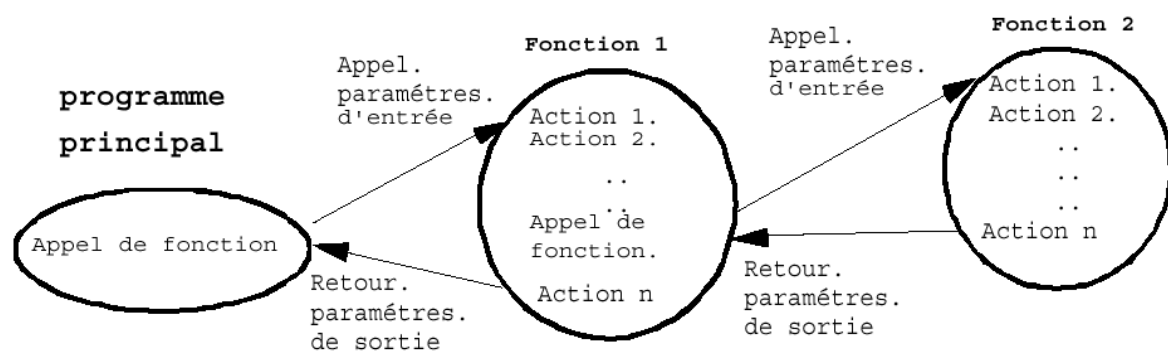 programme
principal
Appel de fonction
Appel.
paramétres.
d'entrée
Fonction 1
Action 1.
Action 2.
..
..
Appel de
fonction.
Action n
Retour.
paramétres.
de sortie
Appel.
paramétres.
d'entrée
Fonction 2
Action 1.
Action 2.
..
..
..
Action n
Retour.
paramétres.
de sortie